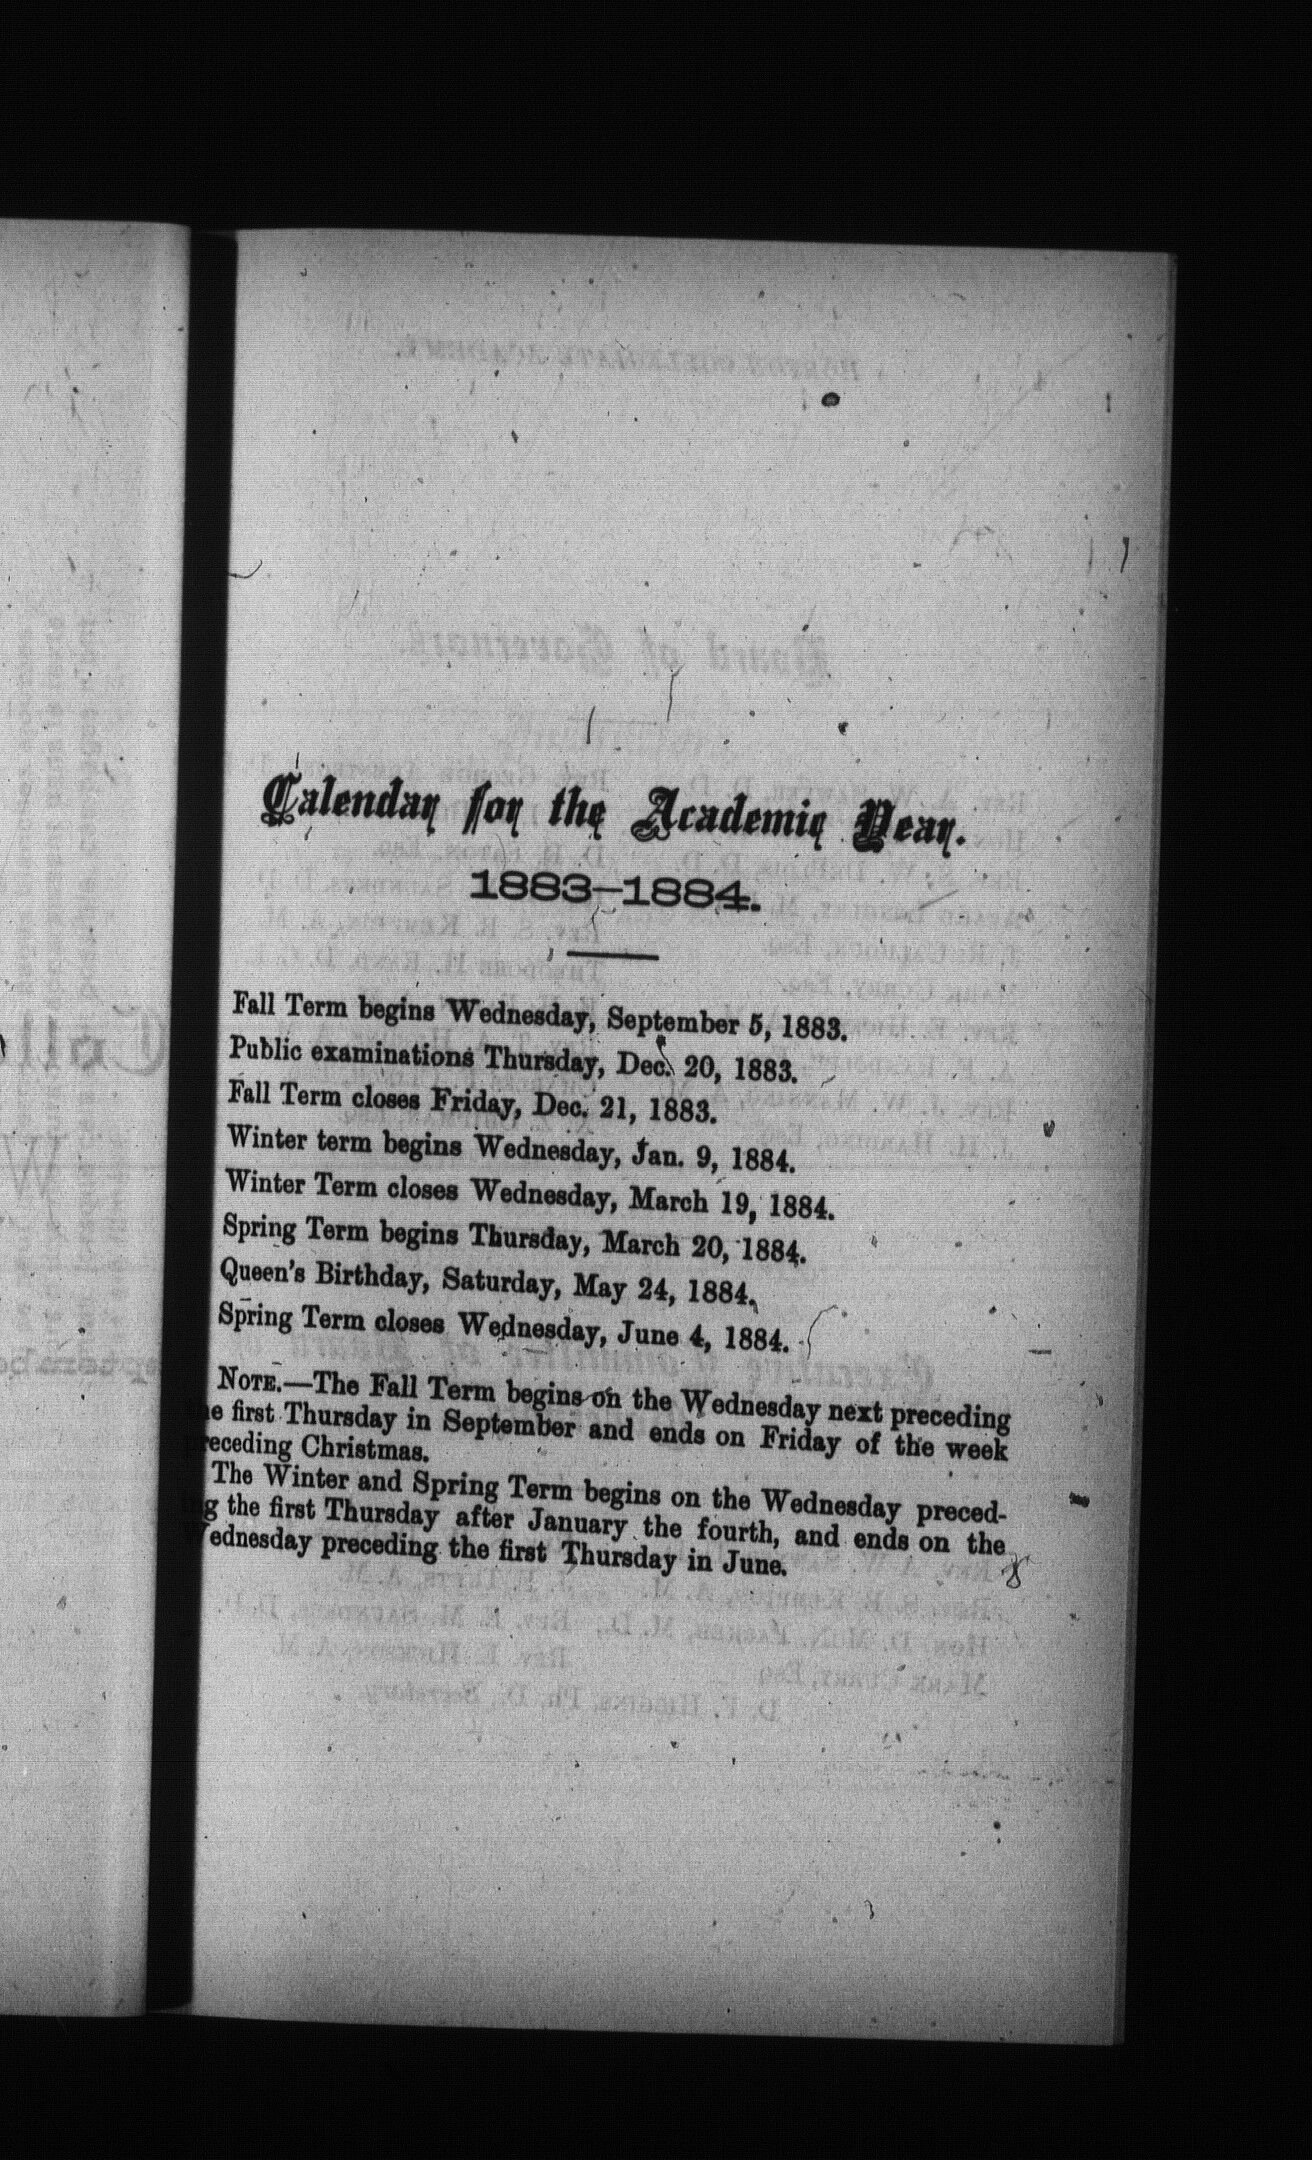 Calendar for the Academic Year.
1883-1884.
Fall Term begins Wednesday, September 5, 1883.
Public examinations Thursday, Dec. 20, 1883.
Fall Term closes Friday, Dec. 21, 1883.
Winter term begins Wednesday, Jan. 9, 1884.
Winter Term closes Wednesday, March 19, 1884.
Spring Term begins Thursday, March 20, 1884.
Queen's Birthday, Saturday, May 24, 1884.
Spring Term closes Wednesday, June 4, 1884.
NOTE.—The Fall Term begins on the Wednesday next preceding
he first Thursday in September and ends on Friday of the week
preceding Christmas.
The Winter and Spring Term begins on the Wednesday preced-
ng the first Thursday after January the fourth, and ends on the
Wednesday preceding the first Thursday in June.